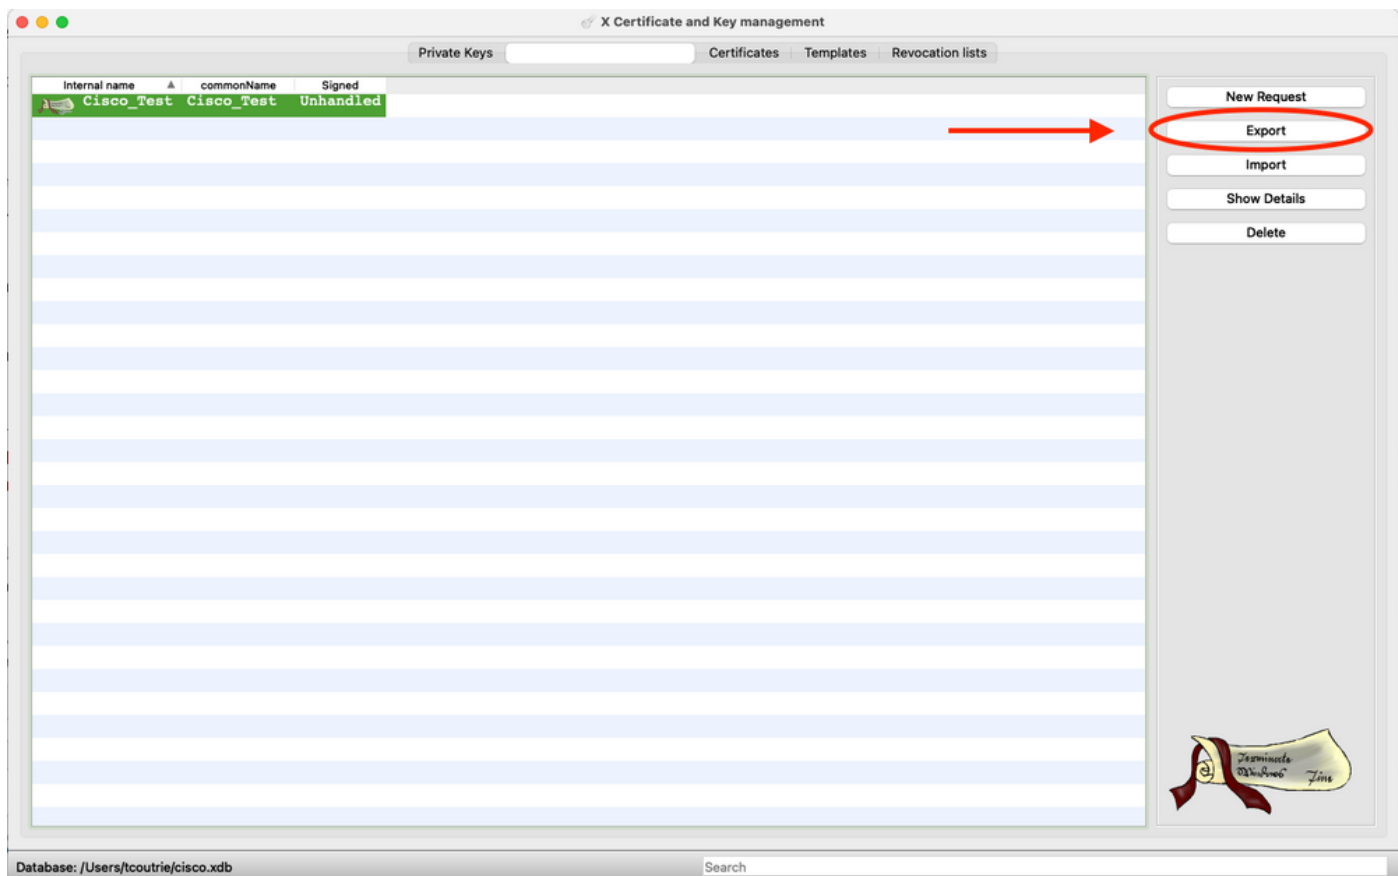 X Certificate and Key management
Private Keys Certificates Templates Revocation lists
Internal name commonName Signed
Cisco_Test Cisco_Test Unhandled
New Request
Export
Import
Show Details
Delete
Database: /Users/tcoutrie/cisco.xdb Search